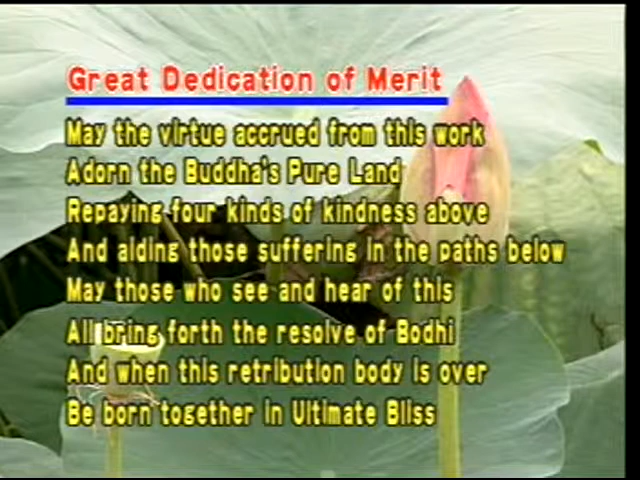 Great Dedication of Merit
May the virtue accrued from this work
Adorn the Buddha's Pure Land
Repaying four kinds of kindness above
And aiding those suffering in the paths below
May those who see and hear of this
All bring forth the resolve of Bodhi
And when this retribution body is over
Be born together in Ultimate Bliss